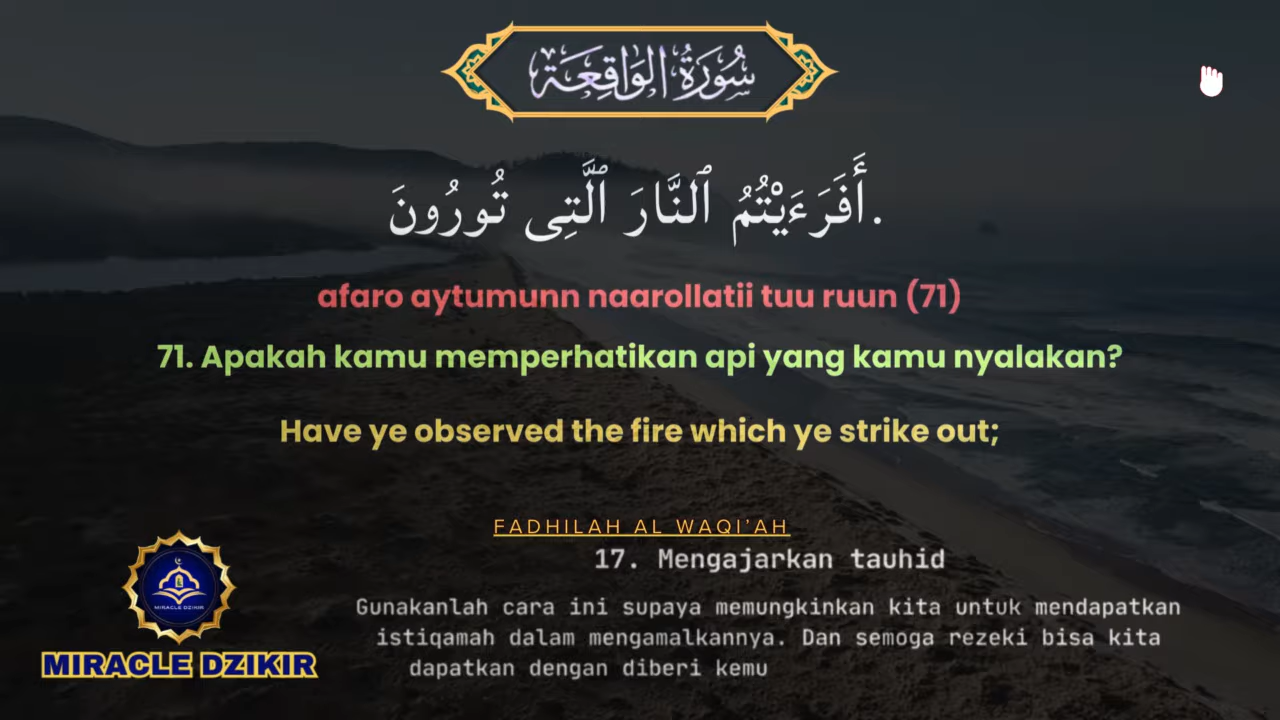 سُورَةُ الوَاقِعَة
أَفَرَءَيْتُمُ ٱلنَّارَ ٱلَّتِى تُورُونَ.
afaro aytumunn naarollatii tuu ruun (71)
71. Apakah kamu memperhatikan api yang kamu nyalakan?
Have ye observed the fire which ye strike out;
FADHILAH AL WAQI'AH
17. Mengajarkan tauhid
Gunakanlah cara ini supaya memungkinkan kita untuk mendapatkan
istiqamah dalam mengamalkannya. Dan semoga rezeki bisa kita
dapatkan dengan diberi kemu
MIRACLE DZIKIR
MIRACLE DZIKIR